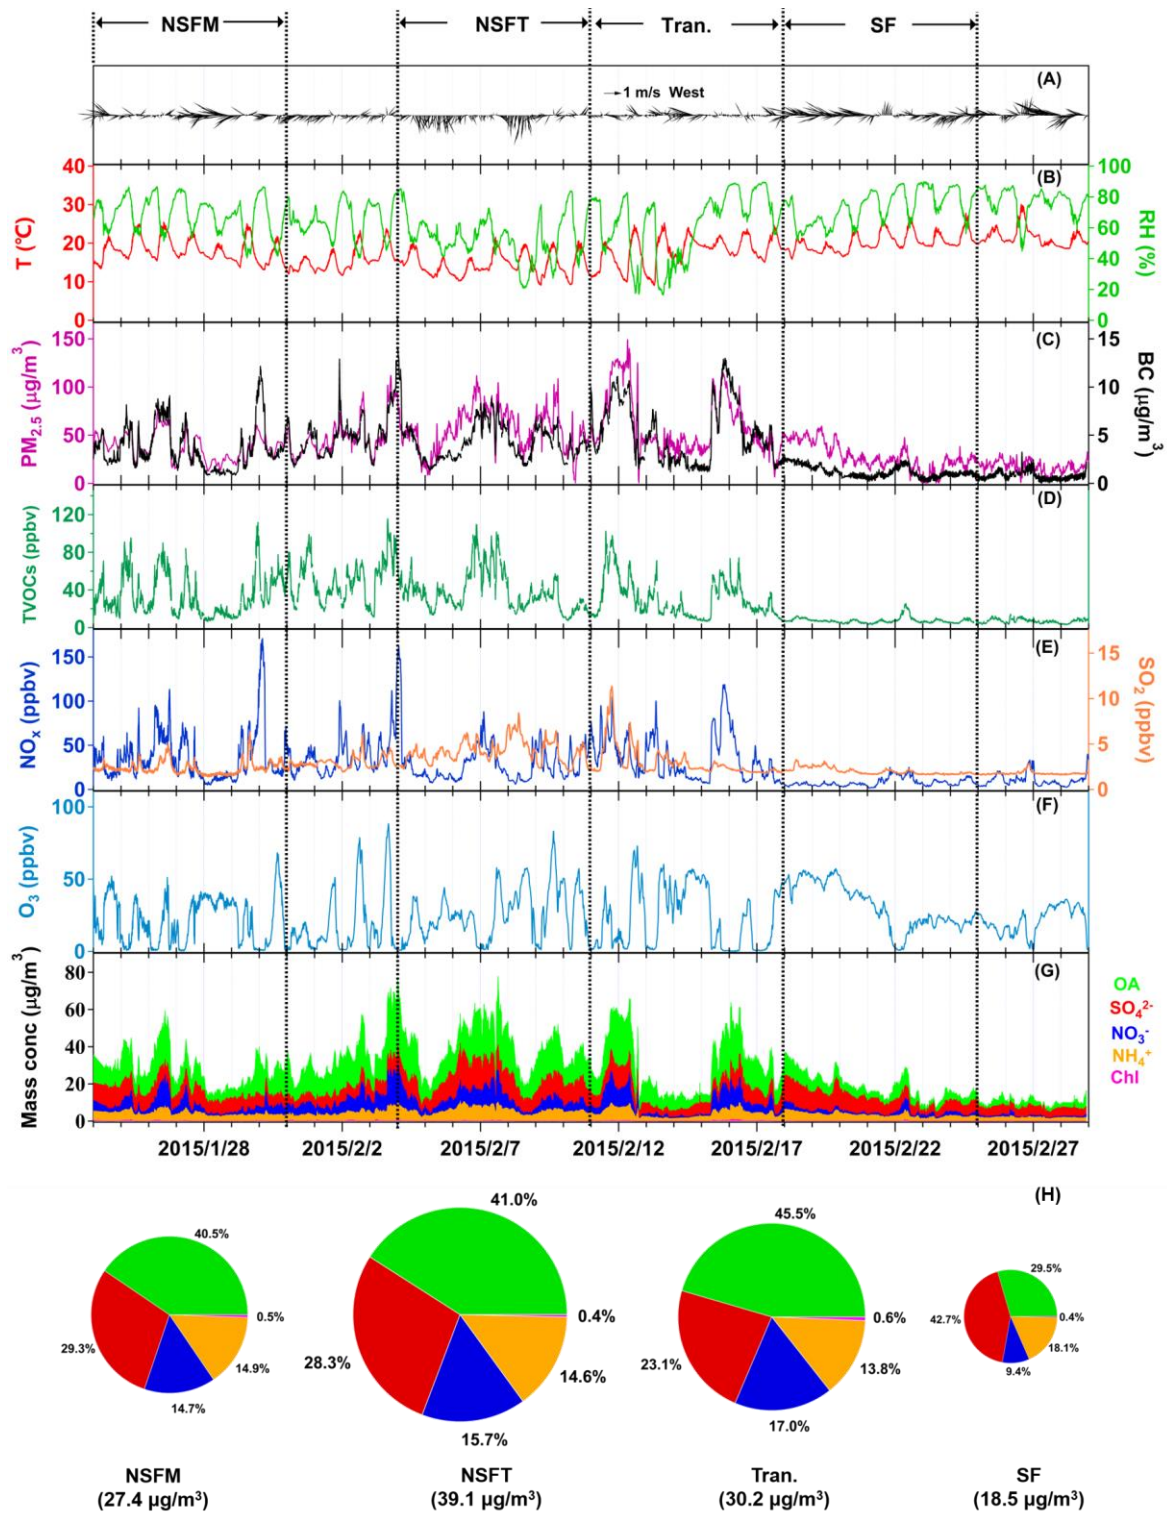 NSFM NSFT Tran. SF
(A)
1 m/s West
(B)
40 30 20 10 0
T (℃)
100 80 60 40 20 0
RH (%)
(C)
150 100 50 0
PM2.5 (µg/m3)
15 10 5 0
BC (µg/m3)
(D)
120 80 40 0
TVOCs (ppbv)
(E)
150 100 50 0
NOx (ppbv)
15 10 5 0
SO2 (ppbv)
(F)
100 50 0
O3 (ppbv)
(G)
80 60 40 20 0
Mass conc (µg/m3)
OA
SO42-
NO3-
NH4+
Chl
2015/1/28 2015/2/2 2015/2/7 2015/2/12 2015/2/17 2015/2/22 2015/2/27
(H)
40.5% 0.5% 14.9% 14.7% 29.3%
41.0% 0.4% 14.6% 15.7% 28.3%
45.5% 0.6% 13.8% 17.0% 23.1%
29.5% 0.4% 18.1% 9.4% 42.7%
NSFM NSFT Tran. SF
(27.4 µg/m3) (39.1 µg/m3) (30.2 µg/m3) (18.5 µg/m3)